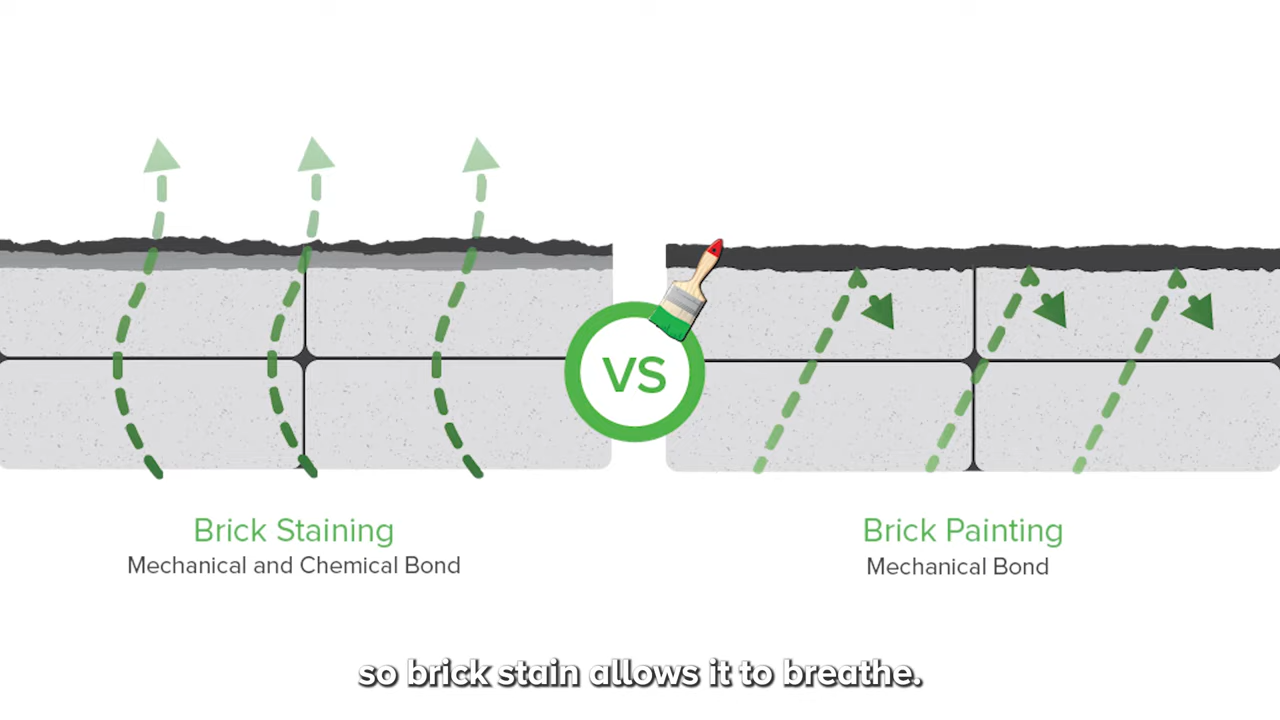 VS
Brick Staining
Mechanical and Chemical Bond
Brick Painting
Mechanical Bond
so brick stain allows it to breathe.